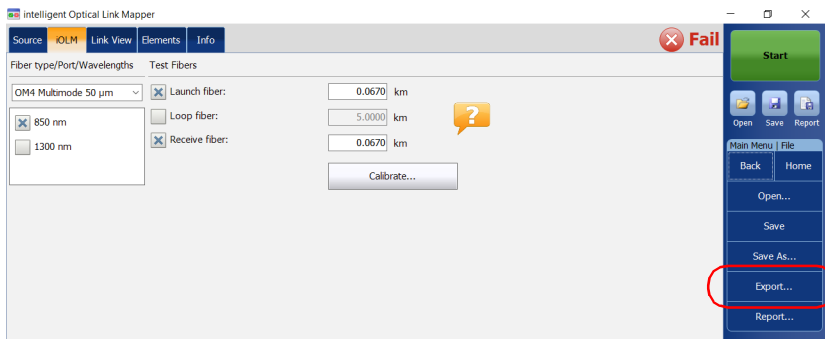 intelligent Optical Link Mapper
Source iOLM Link View Elements Info
Fail
Start
Fiber type/Port/Wavelengths Test Fibers
OM4 Multimode 50 µm
Launch fiber: 0.0670 km
Loop fiber: 5.0000 km
850 nm
Receive fiber: 0.0670 km
1300 nm
Calibrate...
?
Open Save Report
Main Menu | File
Back Home
Open...
Save
Save As...
Export...
Report...